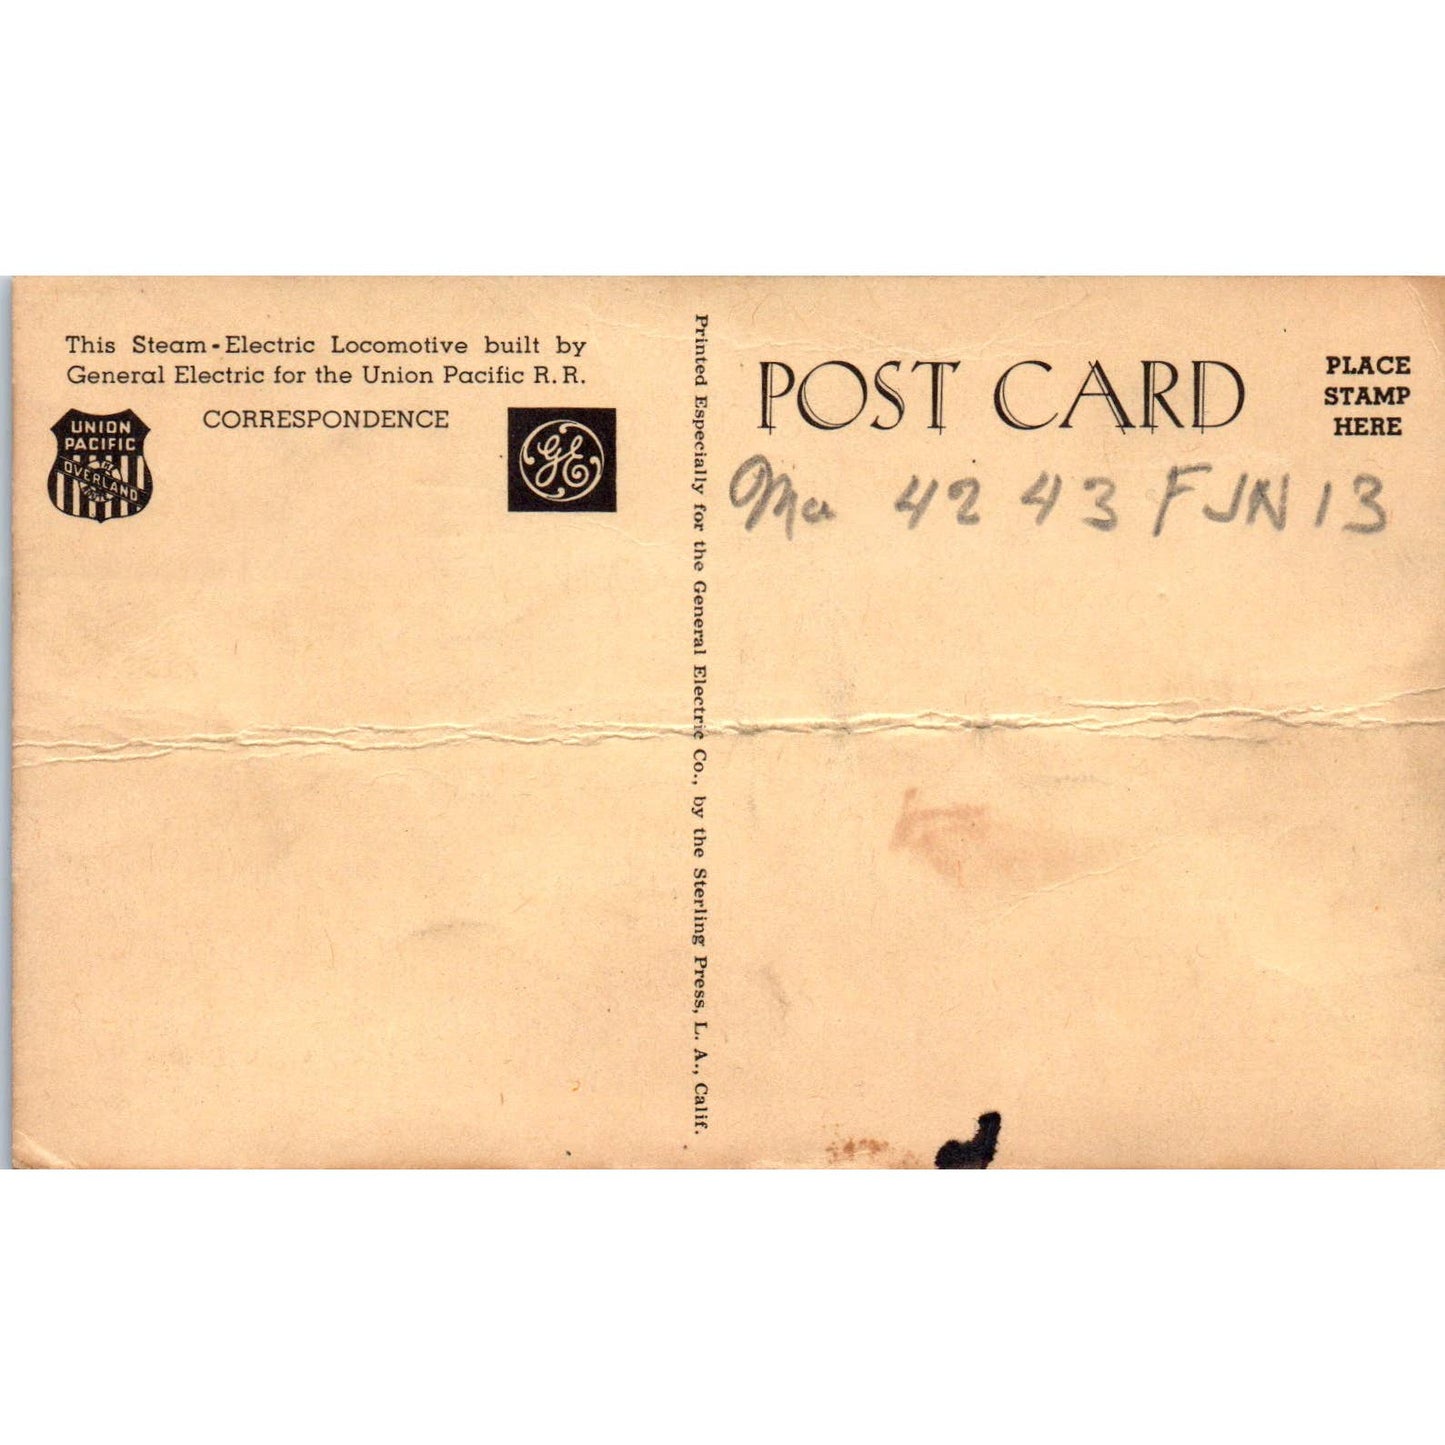 This Steam-Electric Locomotive built by
General Electric for the Union Pacific R. R.
CORRESPONDENCE
UNION
PACIFIC
OVERLAND
GE
Printed Especially for the General Electric Co., by the Sterling Press, L. A., Calif.
POST CARD
PLACE
STAMP
HERE
Ma 42 43 FJN 13